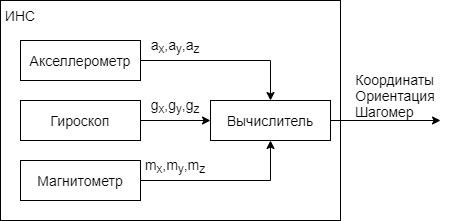 ИНС
Акселлерометр
ax,ay,az
Гироскоп
gx,gy,gz
Вычислитель
Координаты
Ориентация
Шагомер
Магнитометр
mx,my,mz